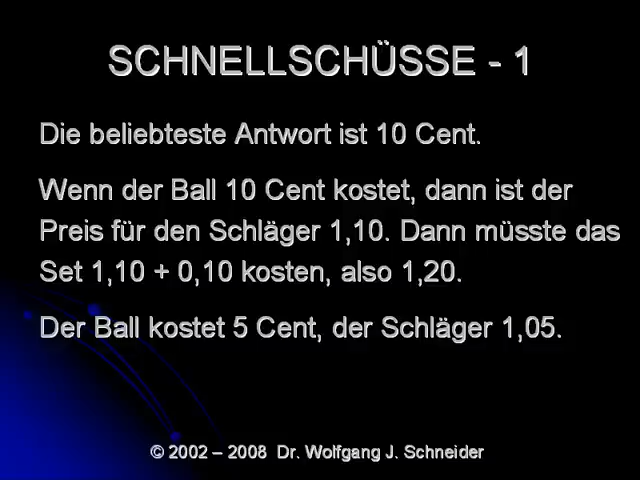 SCHNELLSCHÜSSE - 1
Die beliebteste Antwort ist 10 Cent.
Wenn der Ball 10 Cent kostet, dann ist der
Preis für den Schläger 1,10. Dann müsste das
Set 1,10 + 0,10 kosten, also 1,20.
Der Ball kostet 5 Cent, der Schläger 1,05.
© 2002 – 2008 Dr. Wolfgang J. Schneider